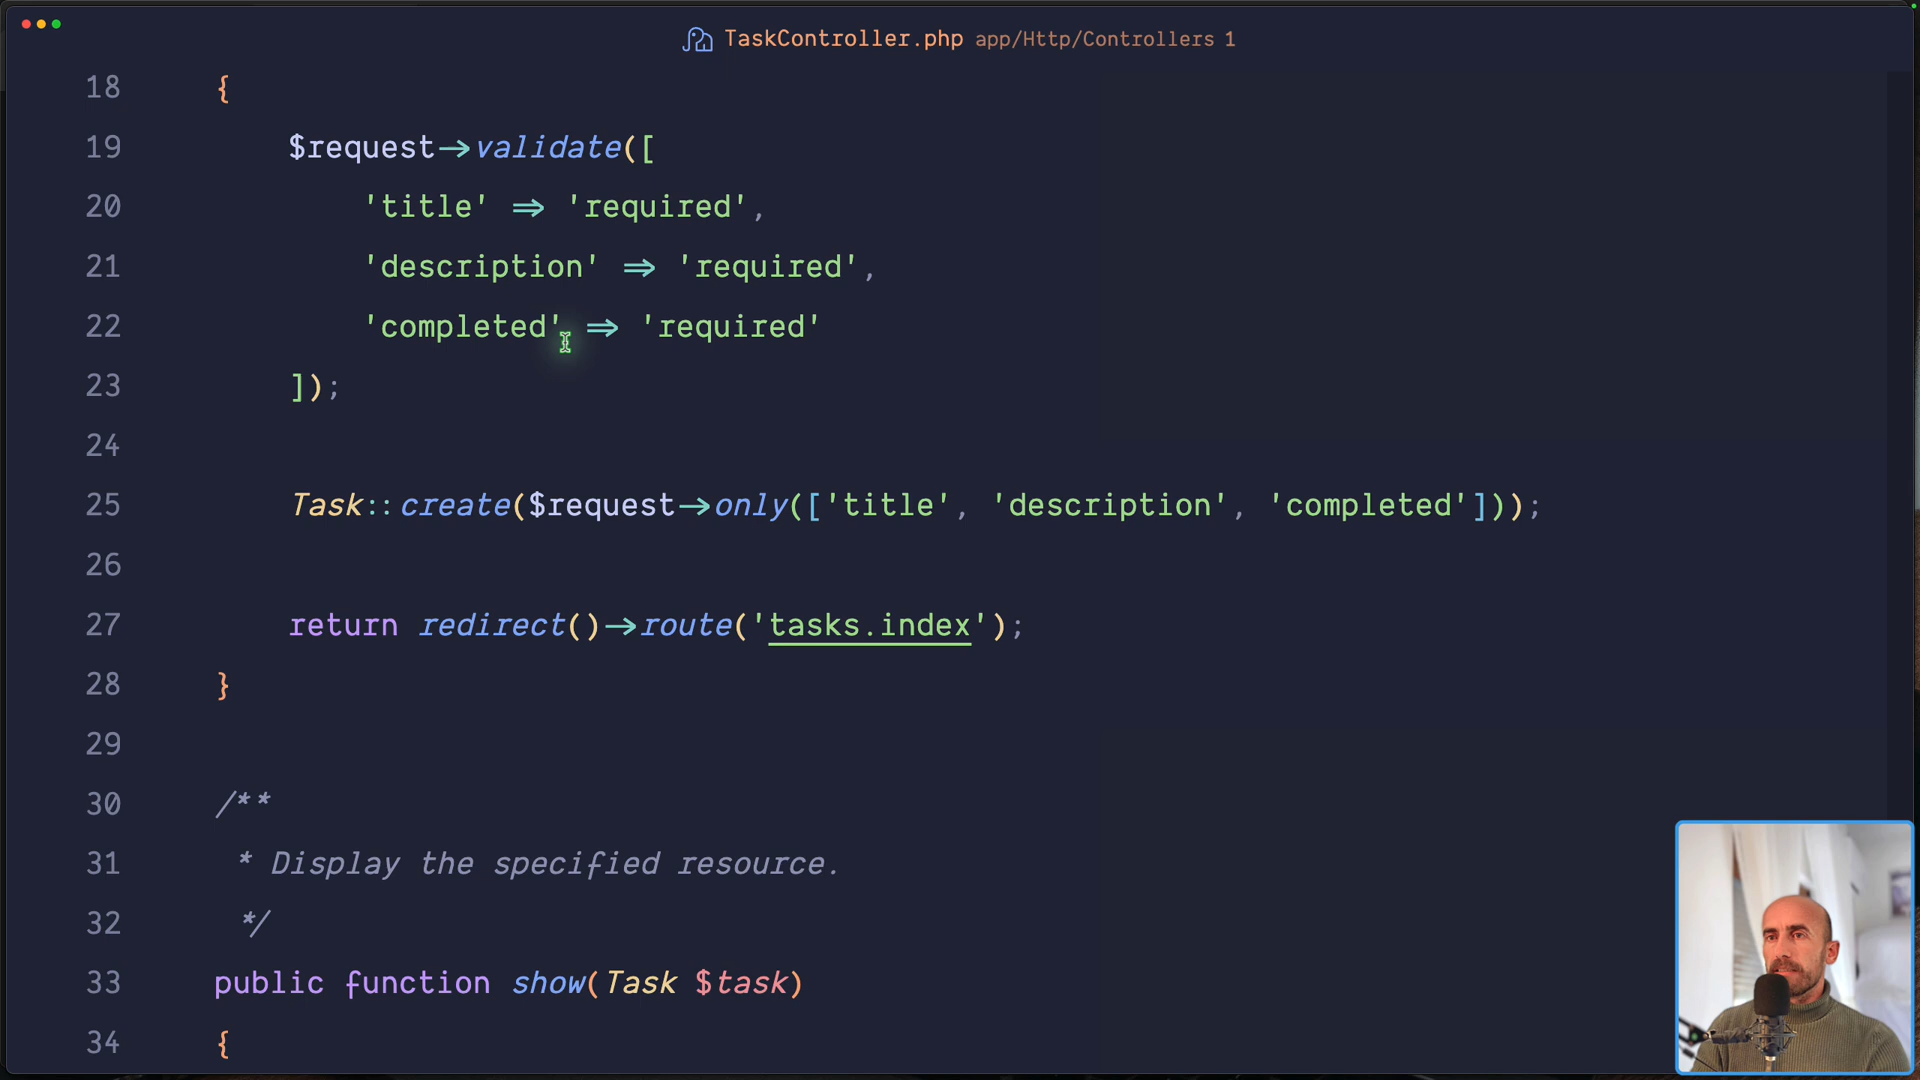 TaskController.php app/Http/Controllers 1
18 {
19 $request->validate([
20 'title' => 'required',
21 'description' => 'required',
22 'completed' => 'required'
23 ]);
24
25 Task::create($request->only(['title', 'description', 'completed']));
26
27 return redirect()->route('tasks.index');
28 }
29
30 /**
31 * Display the specified resource.
32 */
33 public function show(Task $task)
34 {